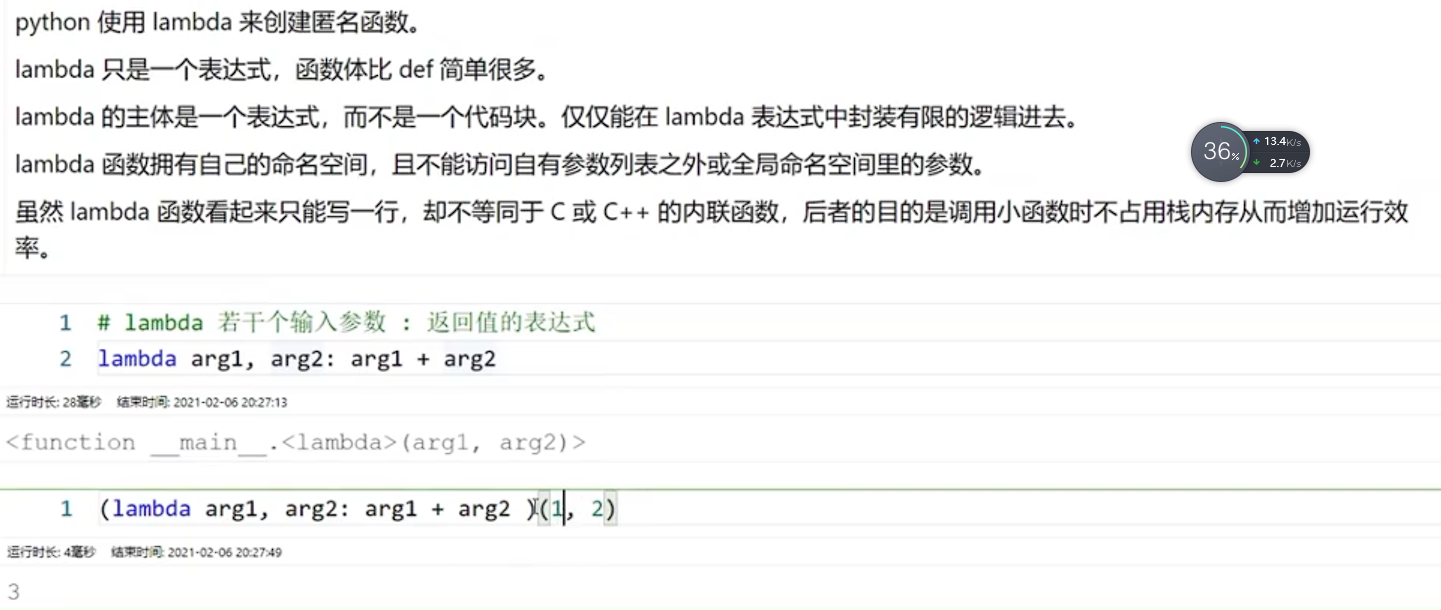 python 使用 lambda 来创建匿名函数。
lambda 只是一个表达式，函数体比 def 简单很多。
lambda 的主体是一个表达式，而不是一个代码块。仅仅能在 lambda 表达式中封装有限的逻辑进去。
lambda 函数拥有自己的命名空间，且不能访问自有参数列表之外或全局命名空间里的参数。
虽然 lambda 函数看起来只能写一行，却不等同于 C 或 C++ 的内联函数，后者的目的是调用小函数时不占用栈内存从而增加运行效
率。
36%
↑ 13.4K/s
↓ 2.7K/s
1 # lambda 若干个输入参数 : 返回值的表达式
2 lambda arg1, arg2: arg1 + arg2
运行时长: 28毫秒 结束时间: 2021-02-06 20:27:13
<function __main__.<lambda>(arg1, arg2)>
1 (lambda arg1, arg2: arg1 + arg2 )(1, 2)
运行时长: 4毫秒 结束时间: 2021-02-06 20:27:49
3